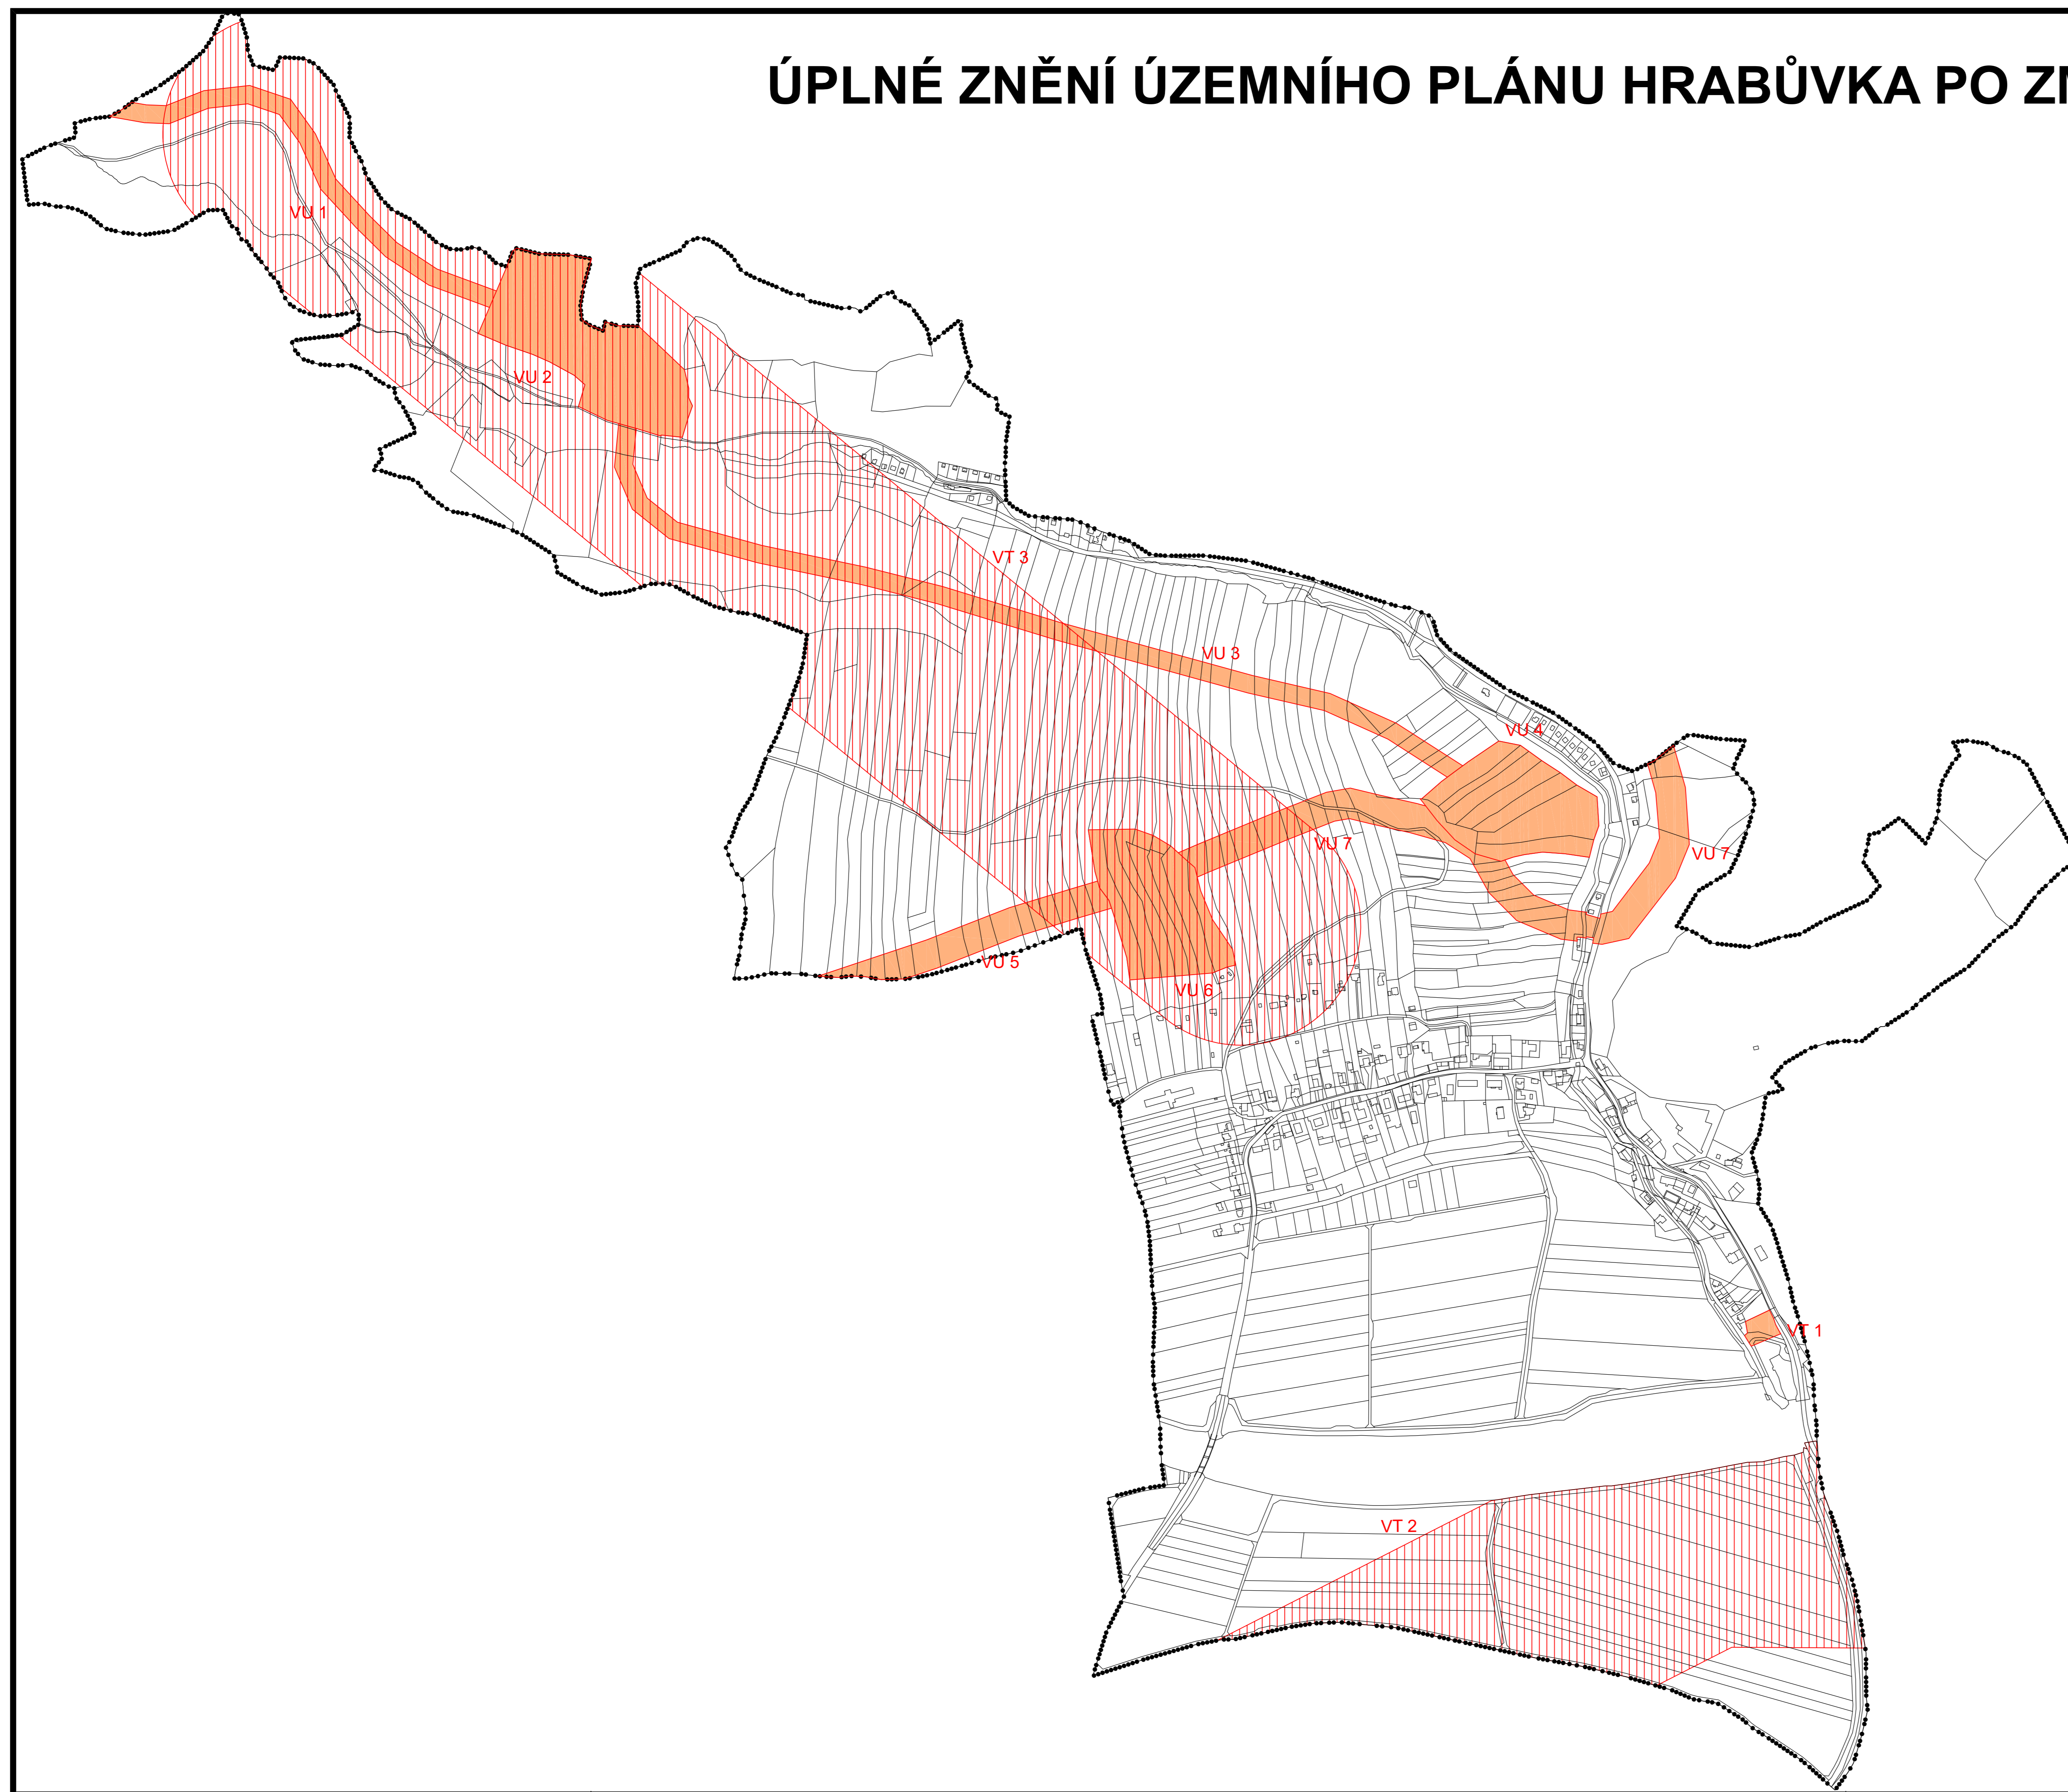 ÚPLNÉ ZNĚNÍ ÚZEMNÍHO PLÁNU HRABŮVKA PO
VU 1
VU 2
VT 3
VU 3
VU 4
VU 7
VU 7
VU 5
VU 6
VT 1
VT 2